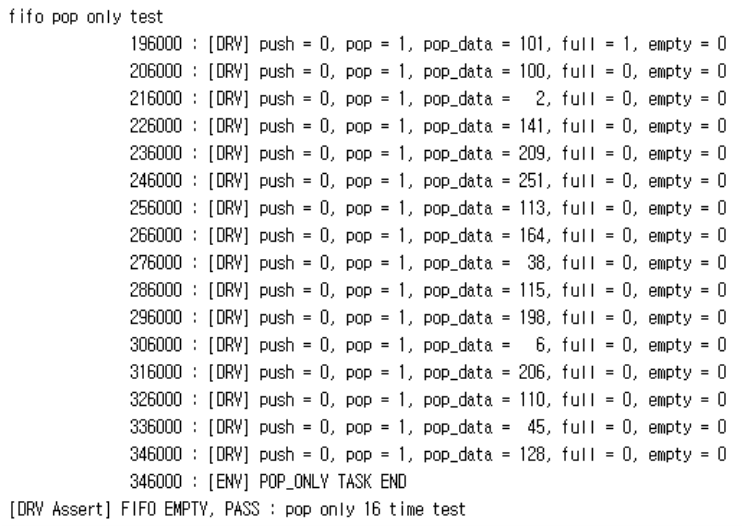 fifo pop only test
196000 : [DRV] push = 0, pop = 1, pop_data = 101, full = 1, empty = 0
206000 : [DRV] push = 0, pop = 1, pop_data = 100, full = 0, empty = 0
216000 : [DRV] push = 0, pop = 1, pop_data =   2, full = 0, empty = 0
226000 : [DRV] push = 0, pop = 1, pop_data = 141, full = 0, empty = 0
236000 : [DRV] push = 0, pop = 1, pop_data = 209, full = 0, empty = 0
246000 : [DRV] push = 0, pop = 1, pop_data = 251, full = 0, empty = 0
256000 : [DRV] push = 0, pop = 1, pop_data = 113, full = 0, empty = 0
266000 : [DRV] push = 0, pop = 1, pop_data = 164, full = 0, empty = 0
276000 : [DRV] push = 0, pop = 1, pop_data =  38, full = 0, empty = 0
286000 : [DRV] push = 0, pop = 1, pop_data = 115, full = 0, empty = 0
296000 : [DRV] push = 0, pop = 1, pop_data = 198, full = 0, empty = 0
306000 : [DRV] push = 0, pop = 1, pop_data =   6, full = 0, empty = 0
316000 : [DRV] push = 0, pop = 1, pop_data = 206, full = 0, empty = 0
326000 : [DRV] push = 0, pop = 1, pop_data = 110, full = 0, empty = 0
336000 : [DRV] push = 0, pop = 1, pop_data =  45, full = 0, empty = 0
346000 : [DRV] push = 0, pop = 1, pop_data = 128, full = 0, empty = 0
346000 : [ENV] POP_ONLY TASK END
[DRV Assert] FIFO EMPTY, PASS : pop only 16 time test